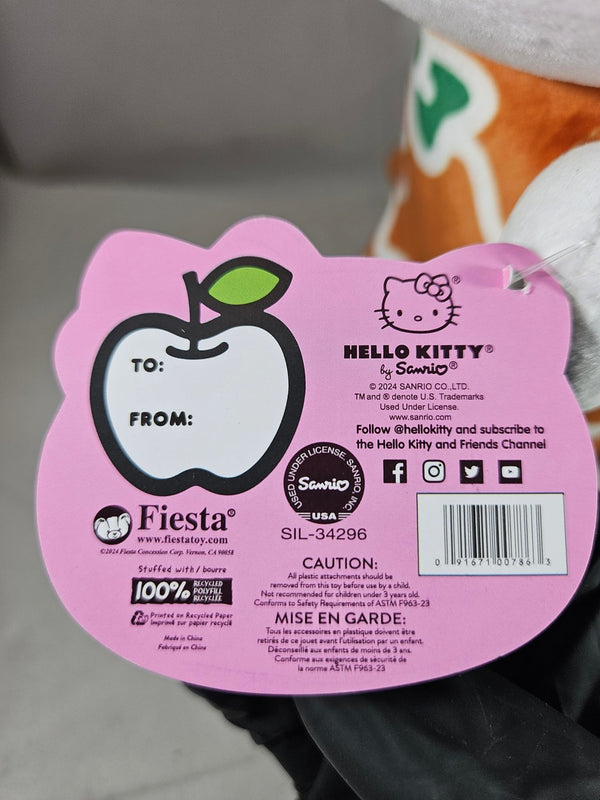 TO:
FROM:
HELLO KITTY®
by Sanrio
© 2024 SANRIO CO.,LTD.
TM and ® denote U.S. Trademarks
Used Under License.
www.sanrio.com
Follow @hellokitty and subscribe to
the Hello Kitty and Friends Channel
USED UNDER LICENSE, SANRIO, INC.
Sanrio
USA
SIL-34296
0 91671 00786 3
Fiesta®
www.fiestatoy.com
©2024 Fiesta Concession Corp. Vernon, CA 90058
Stuffed with / bourre
100% RECYCLED
POLYFILL
RECYCLÉE
Printed on Recycled Paper
Imprimé sur papier recyclé
Made in China
Fabriqué en Chine
CAUTION:
All plastic attachments should be
removed from this toy before use by a child.
Not recommended for children under 3 years old.
Conforms to Safety Requirements of ASTM F963-23
MISE EN GARDE:
Tous les accessoires en plastique doivent être
retirés de ce jouet avant l'utilisation par un enfant.
Déconseillé aux enfants de moins de 3 ans.
Conforme aux exigences de sécurité de
la norme ASTM F963-23